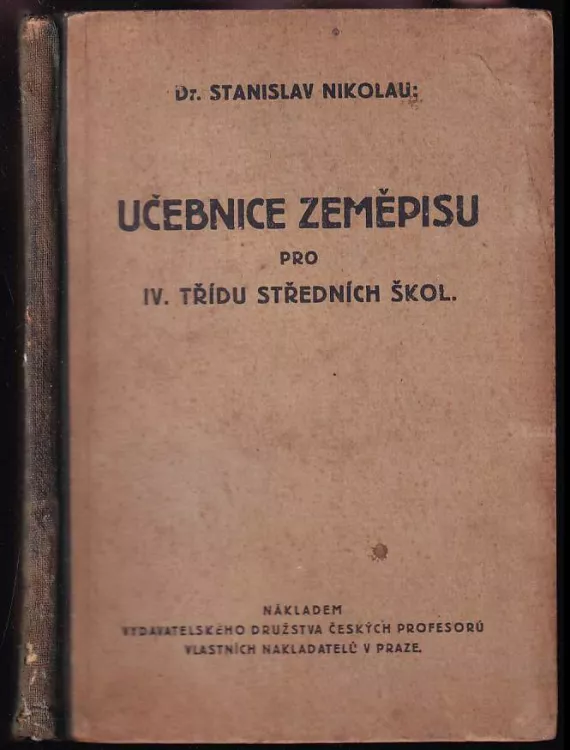 Dr. STANISLAV NIKOLAU:
UČEBNICE ZEMĚPISU
PRO
IV. TŘÍDU STŘEDNÍCH ŠKOL.
NÁKLADEM
VYDAVATELSKÉHO DRUŽSTVA ČESKÝCH PROFESORŮ
VLASTNÍCH NAKLADATELŮ V PRAZE.